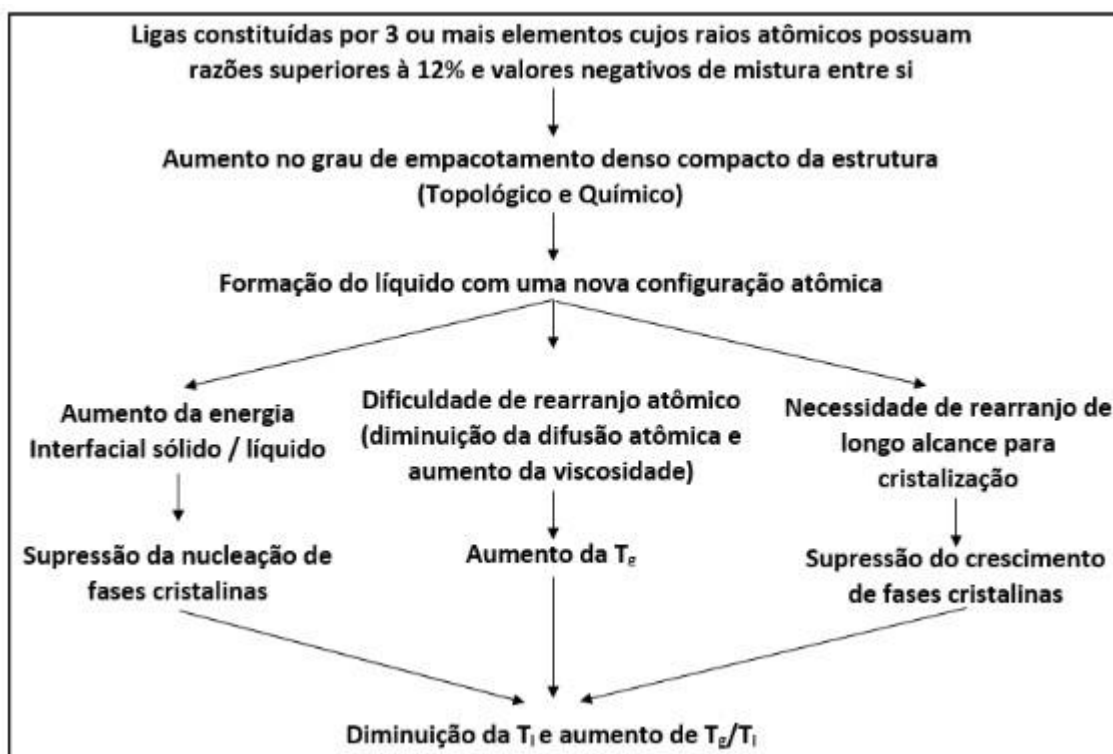 Ligas constituídas por 3 ou mais elementos cujos raios atômicos possuam
razões superiores à 12% e valores negativos de mistura entre si
Aumento no grau de empacotamento denso compacto da estrutura
(Topológico e Químico)
Formação do líquido com uma nova configuração atômica
Aumento da energia
Interfacial sólido / líquido
Supressão da nucleação de
fases cristalinas
Dificuldade de rearranjo atômico
(diminuição da difusão atômica e
aumento da viscosidade)
Aumento da Tg
Necessidade de rearranjo de
longo alcance para
cristalização
Supressão do crescimento
de fases cristalinas
Diminuição da Tl e aumento de Tg/Tl